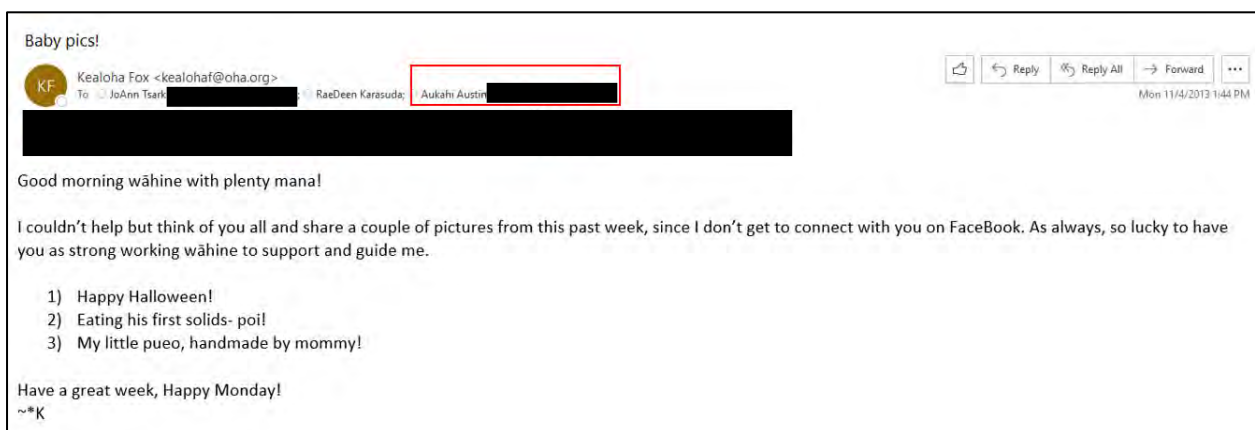 Baby pics!
KF
Kealoha Fox <kealohaf@oha.org>
To JoAnn Tsark ; RaeDeen Karasuda; Aukahi Austin
Reply Reply All Forward ...
Mon 11/4/2013 1:44 PM
Good morning wāhine with plenty mana!
I couldn't help but think of you all and share a couple of pictures from this past week, since I don't get to connect with you on FaceBook. As always, so lucky to have
you as strong working wāhine to support and guide me.
1) Happy Halloween!
2) Eating his first solids- poi!
3) My little pueo, handmade by mommy!
Have a great week, Happy Monday!
~*K